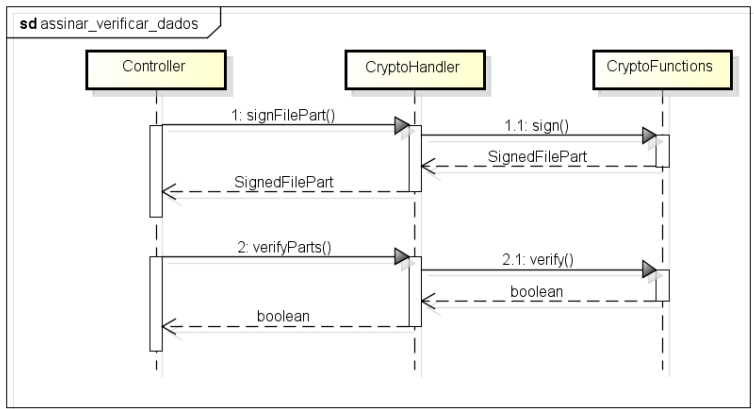 sd assinar_verificar_dados
Controller
CryptoHandler
CryptoFunctions
1: signFilePart()
1.1: sign()
SignedFilePart
SignedFilePart
2: verifyParts()
2.1: verify()
boolean
boolean